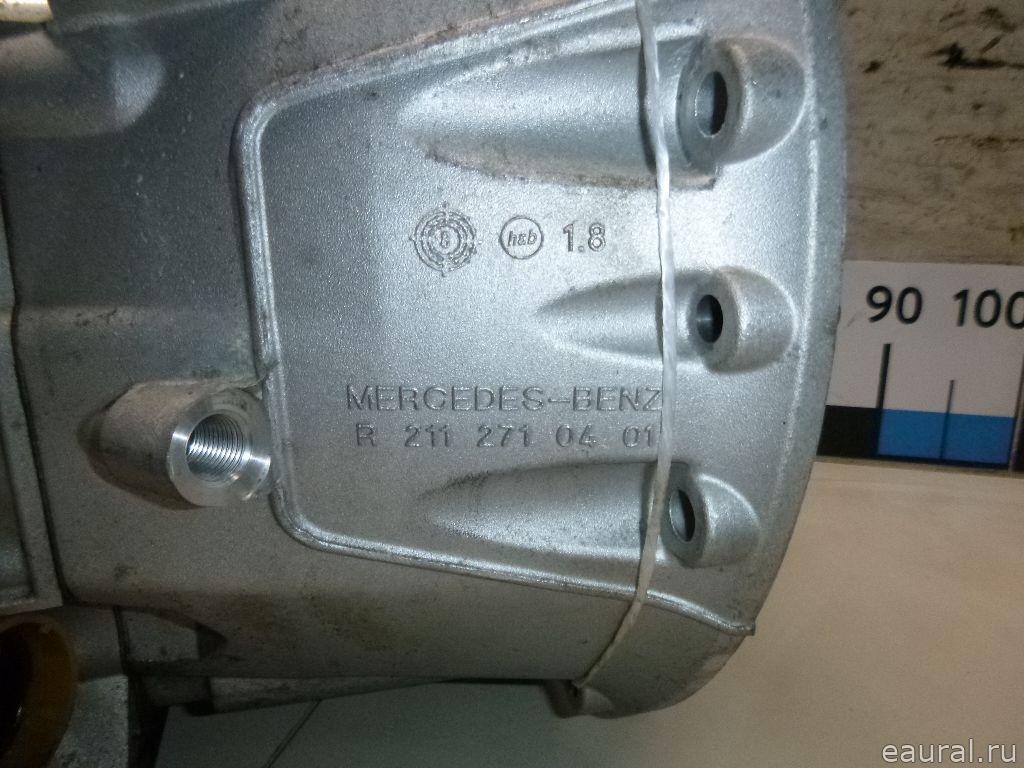 h&b 1.8
90 100
MERCEDES-BENZ
R 211 271 04 01
eaural.ru